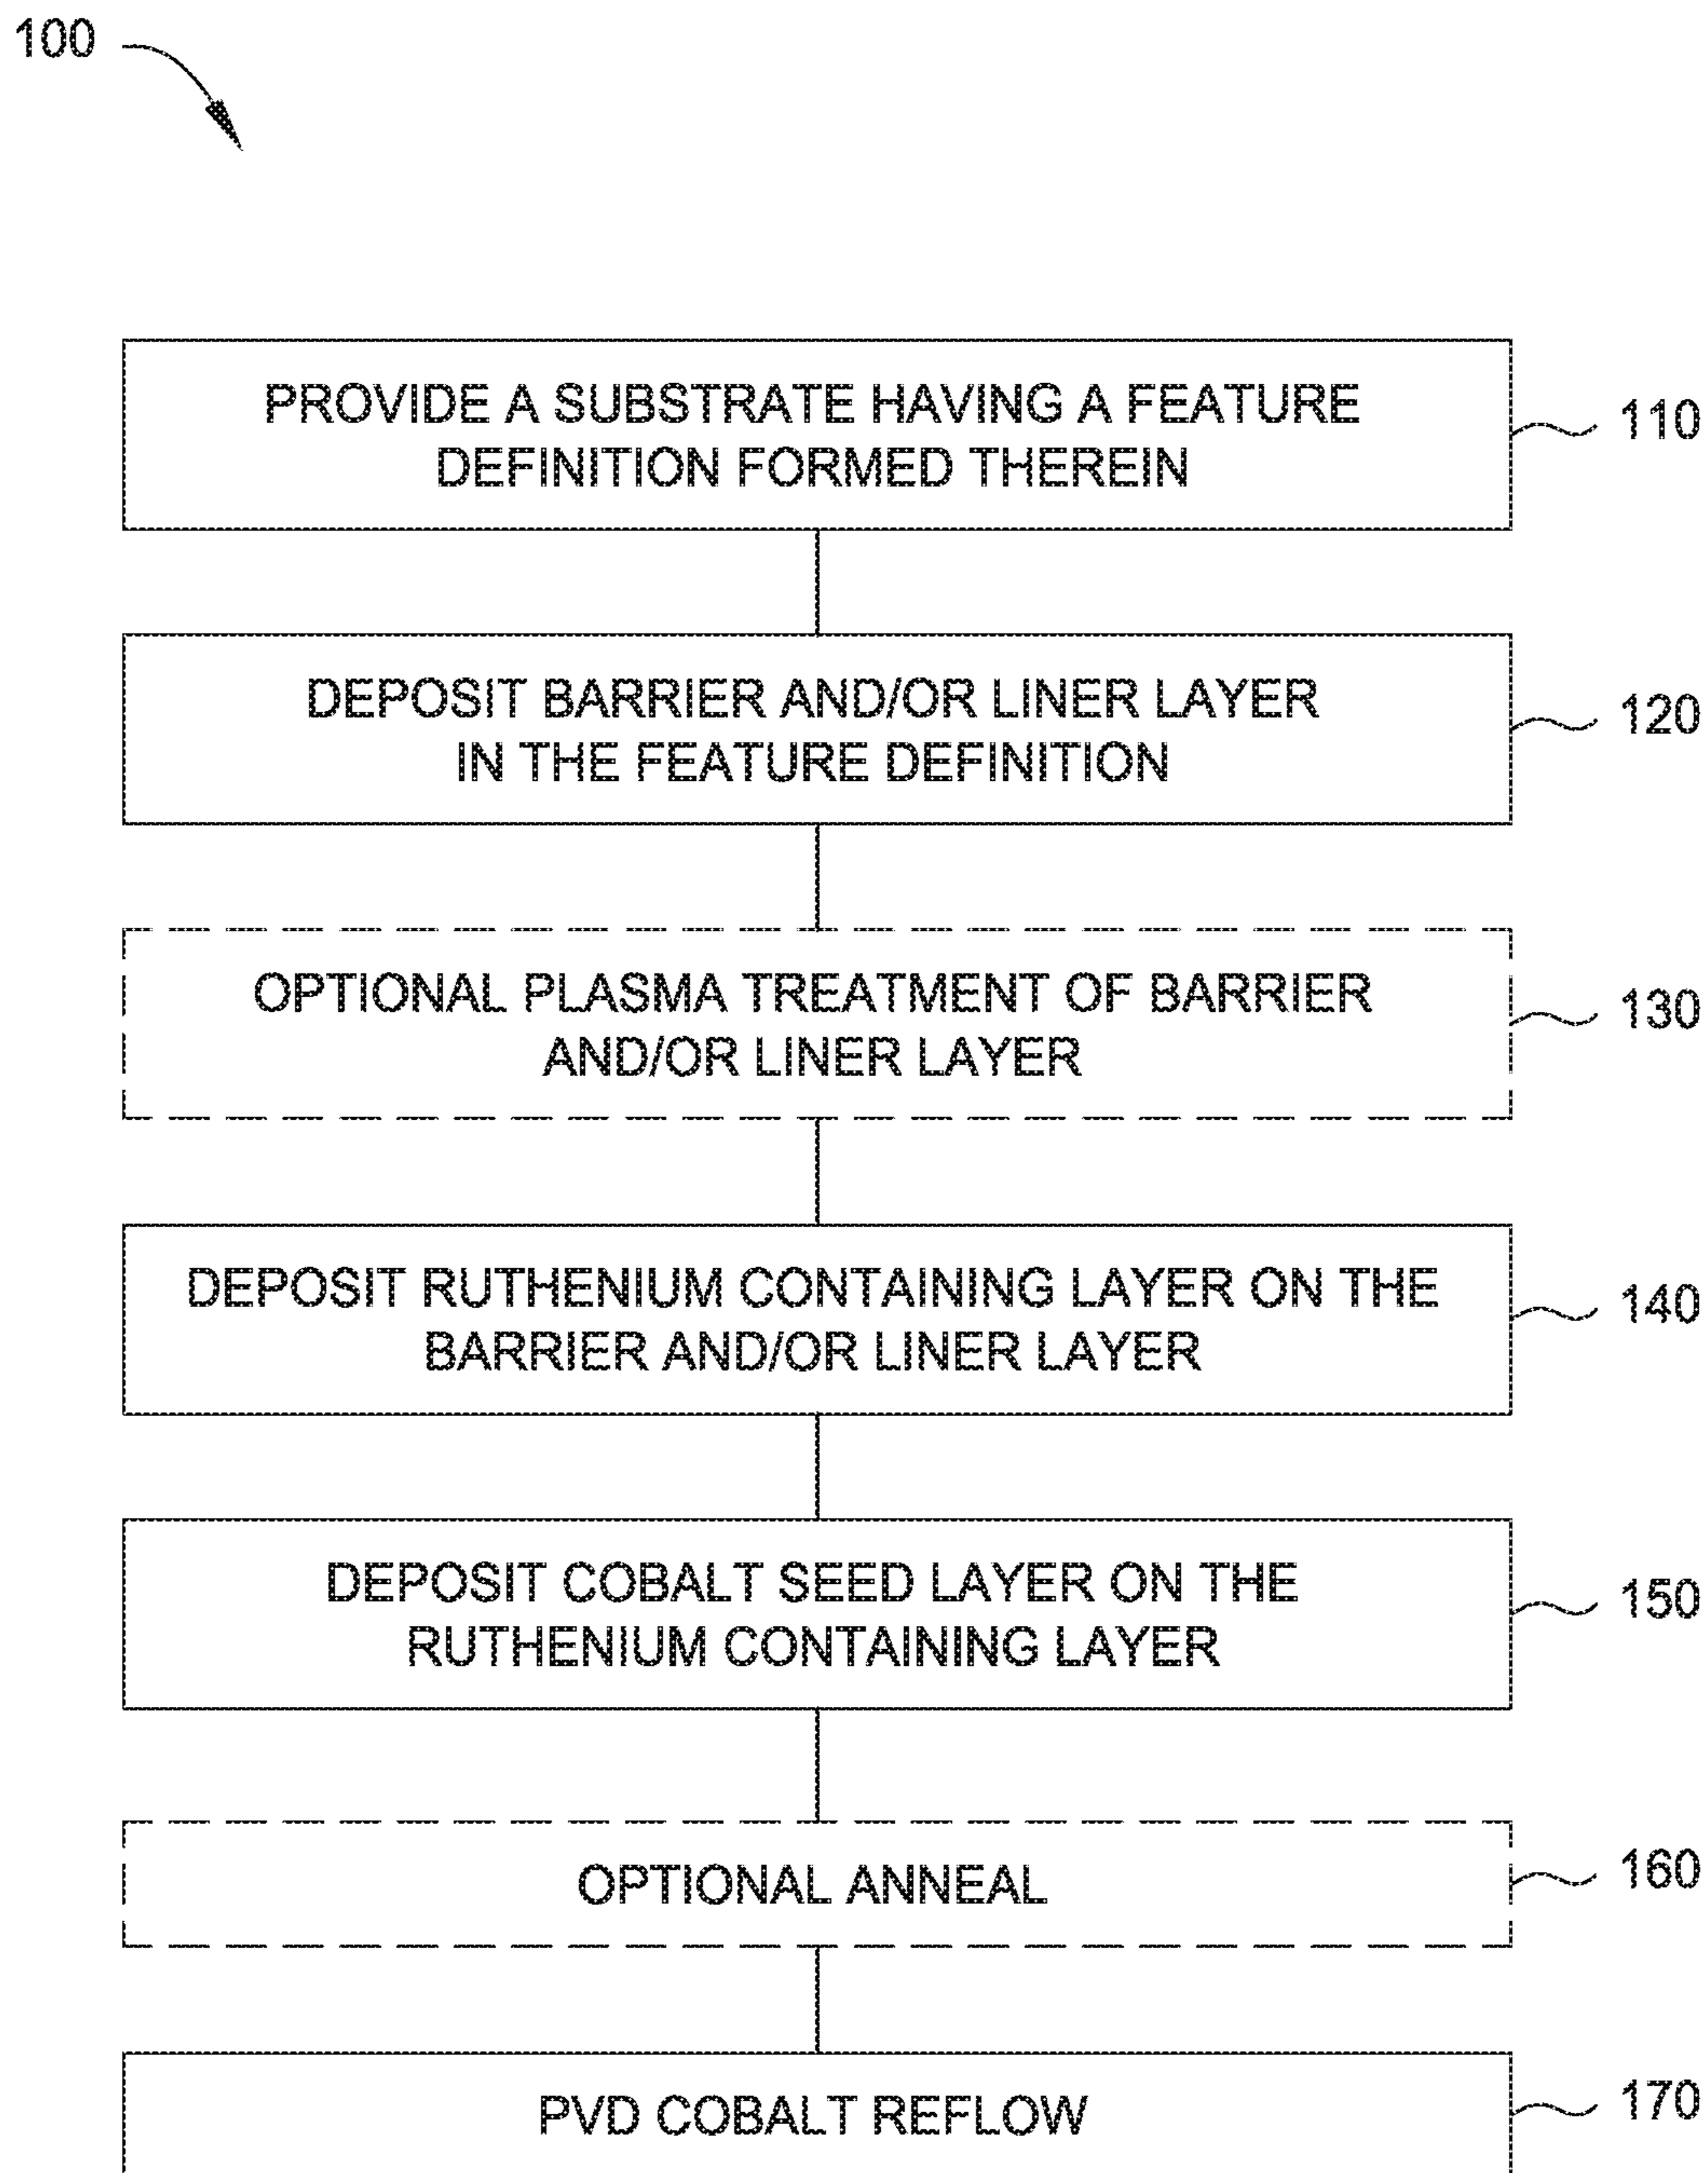 100
PROVIDE A SUBSTRATE HAVING A FEATURE
DEFINITION FORMED THEREIN
110
DEPOSIT BARRIER AND/OR LINER LAYER
IN THE FEATURE DEFINITION
120
OPTIONAL PLASMA TREATMENT OF BARRIER
AND/OR LINER LAYER
130
DEPOSIT RUTHENIUM CONTAINING LAYER ON THE
BARRIER AND/OR LINER LAYER
140
DEPOSIT COBALT SEED LAYER ON THE
RUTHENIUM CONTAINING LAYER
150
OPTIONAL ANNEAL
160
PVD COBALT REFLOW
170